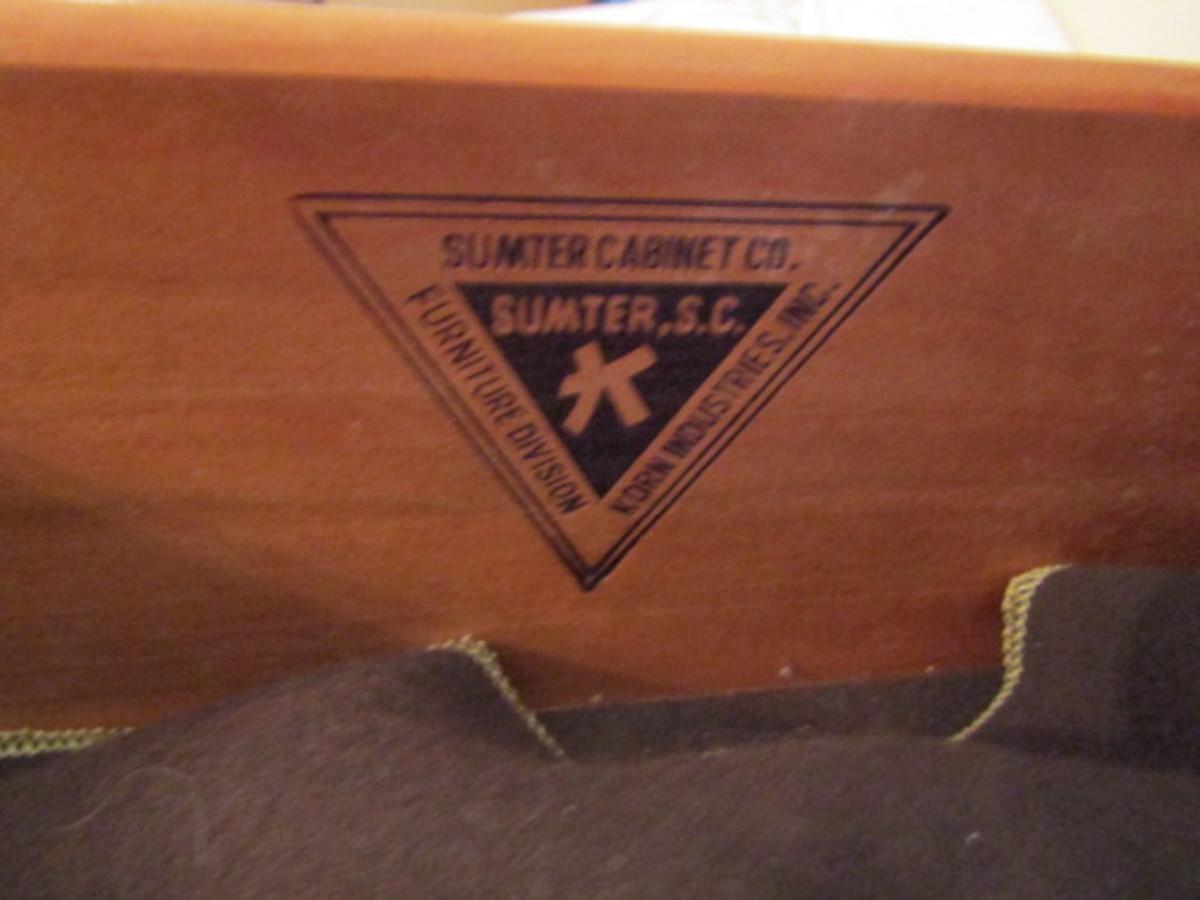 SUMTER CABINET CO.
SUMTER, S.C.
FURNITURE DIVISION
KORN INDUSTRIES, INC.
K